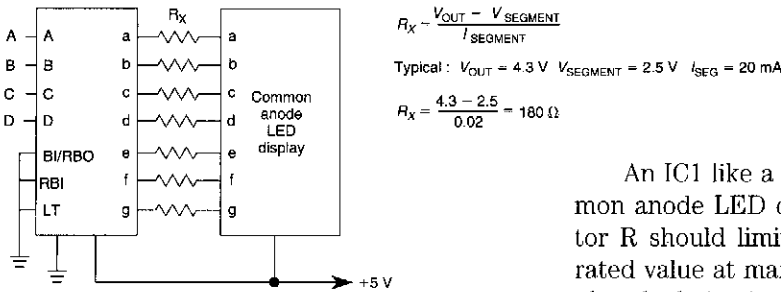 R_X
A A a a
B B b b
C C c c
D D d d
BI/RBO e e
RBI f f
LT g g
Common
anode
LED
display
+5 V
R_X = V_OUT − V_SEGMENT
I_SEGMENT
Typical : V_OUT = 4.3 V V_SEGMENT = 2.5 V I_SEG = 20 mA
R_X = 4.3 − 2.5 = 180 Ω
0.02
An IC1 like a
mon anode LED
tor R should limi
rated value at ma